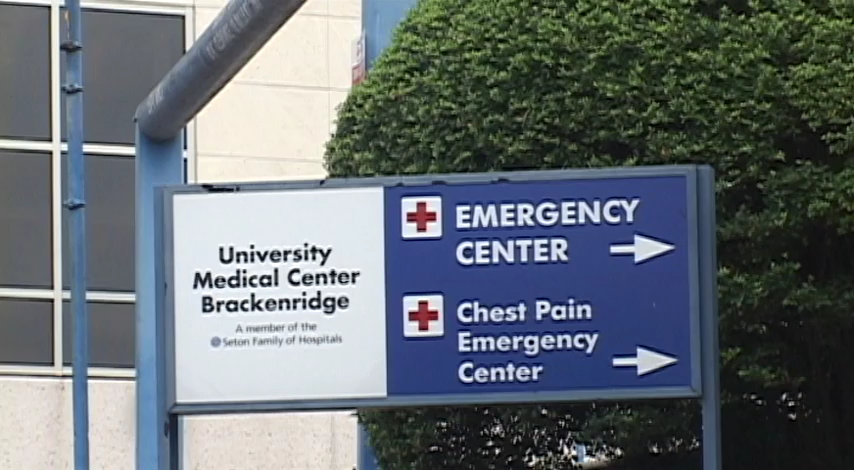 University
Medical Center
Brackenridge
A member of the
Seton Family of Hospitals
EMERGENCY
CENTER
Chest Pain
Emergency
Center